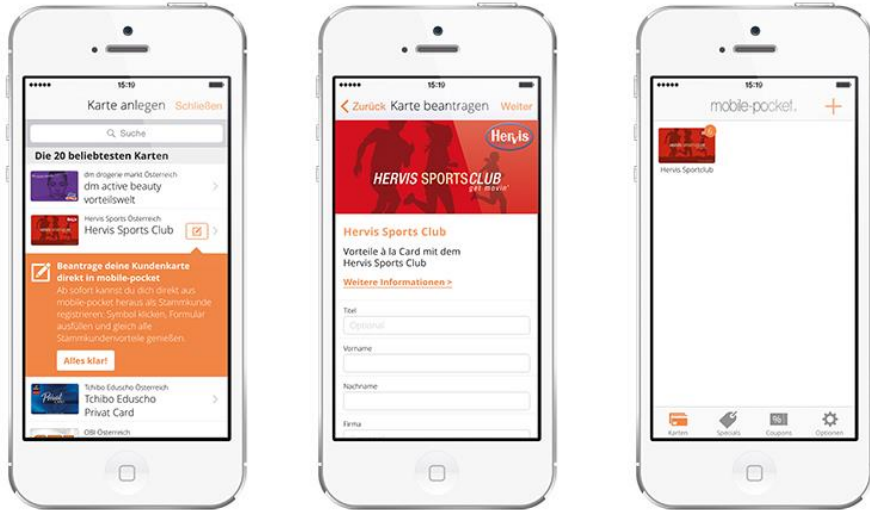 15:19
Karte anlegen
Schließen
Suche
Die 20 beliebtesten Karten
dm drogerie markt Österreich
dm active beauty
vorteilswelt
Hervis Sports Österreich
Hervis Sports Club
Beantrage deine Kundenkarte
direkt in mobile-pocket
Ab sofort kannst du dich direkt aus
mobile-pocket heraus als Stammkunde
registrieren: Symbol klicken, Formular
ausfüllen und gleich alle
Stammkundenvorteile genießen.
Alles klar!
Tchibo Eduscho Österreich
Tchibo Eduscho
Privat Card
OBI Österreich
15:19
Zurück Karte beantragen Weiter
Hervis
HERVIS SPORTSCLUB
get movin'
Hervis Sports Club
Vorteile à la Card mit dem
Hervis Sports Club
Weitere Informationen >
Titel
Optional
Vorname
Nachname
Firma
15:19
mobile-pocket.
6
Hervis Sportclub
Karten Specials Coupons Optionen